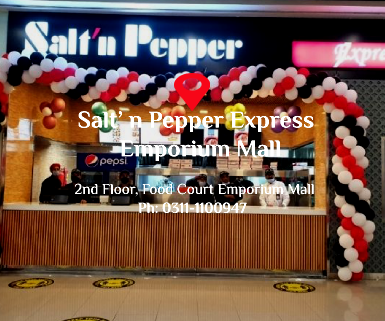 Salt'n Pepper
Express
Salt' n Pepper Express
Emporium Mall
pepsi
2nd Floor, Food Court Emporium Mall
Ph: 0311-1100947